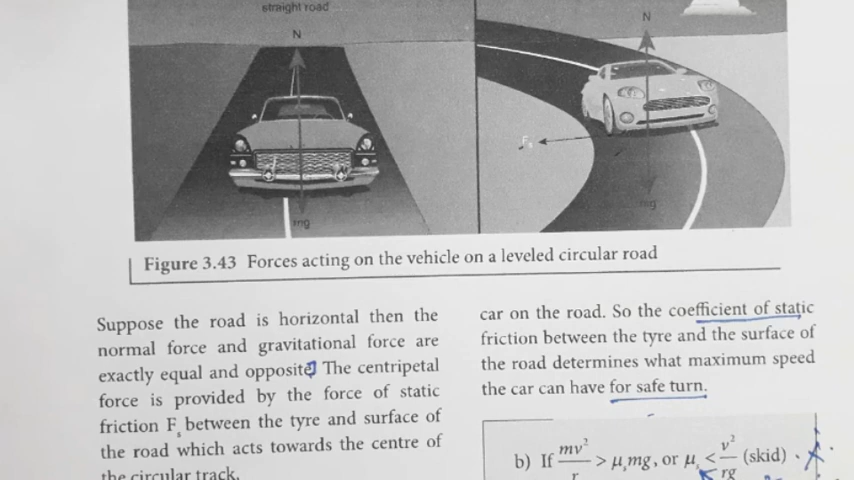 straight road
N
mg
N
Fs
mg
Figure 3.43 Forces acting on the vehicle on a leveled circular road
Suppose the road is horizontal then the
normal force and gravitational force are
exactly equal and opposite. The centripetal
force is provided by the force of static
friction Fs between the tyre and surface of
the road which acts towards the centre of
the circular track.
car on the road. So the coefficient of static
friction between the tyre and the surface of
the road determines what maximum speed
the car can have for safe turn.
b) If mv²/r > μsmg, or μs < v²/rg (skid)